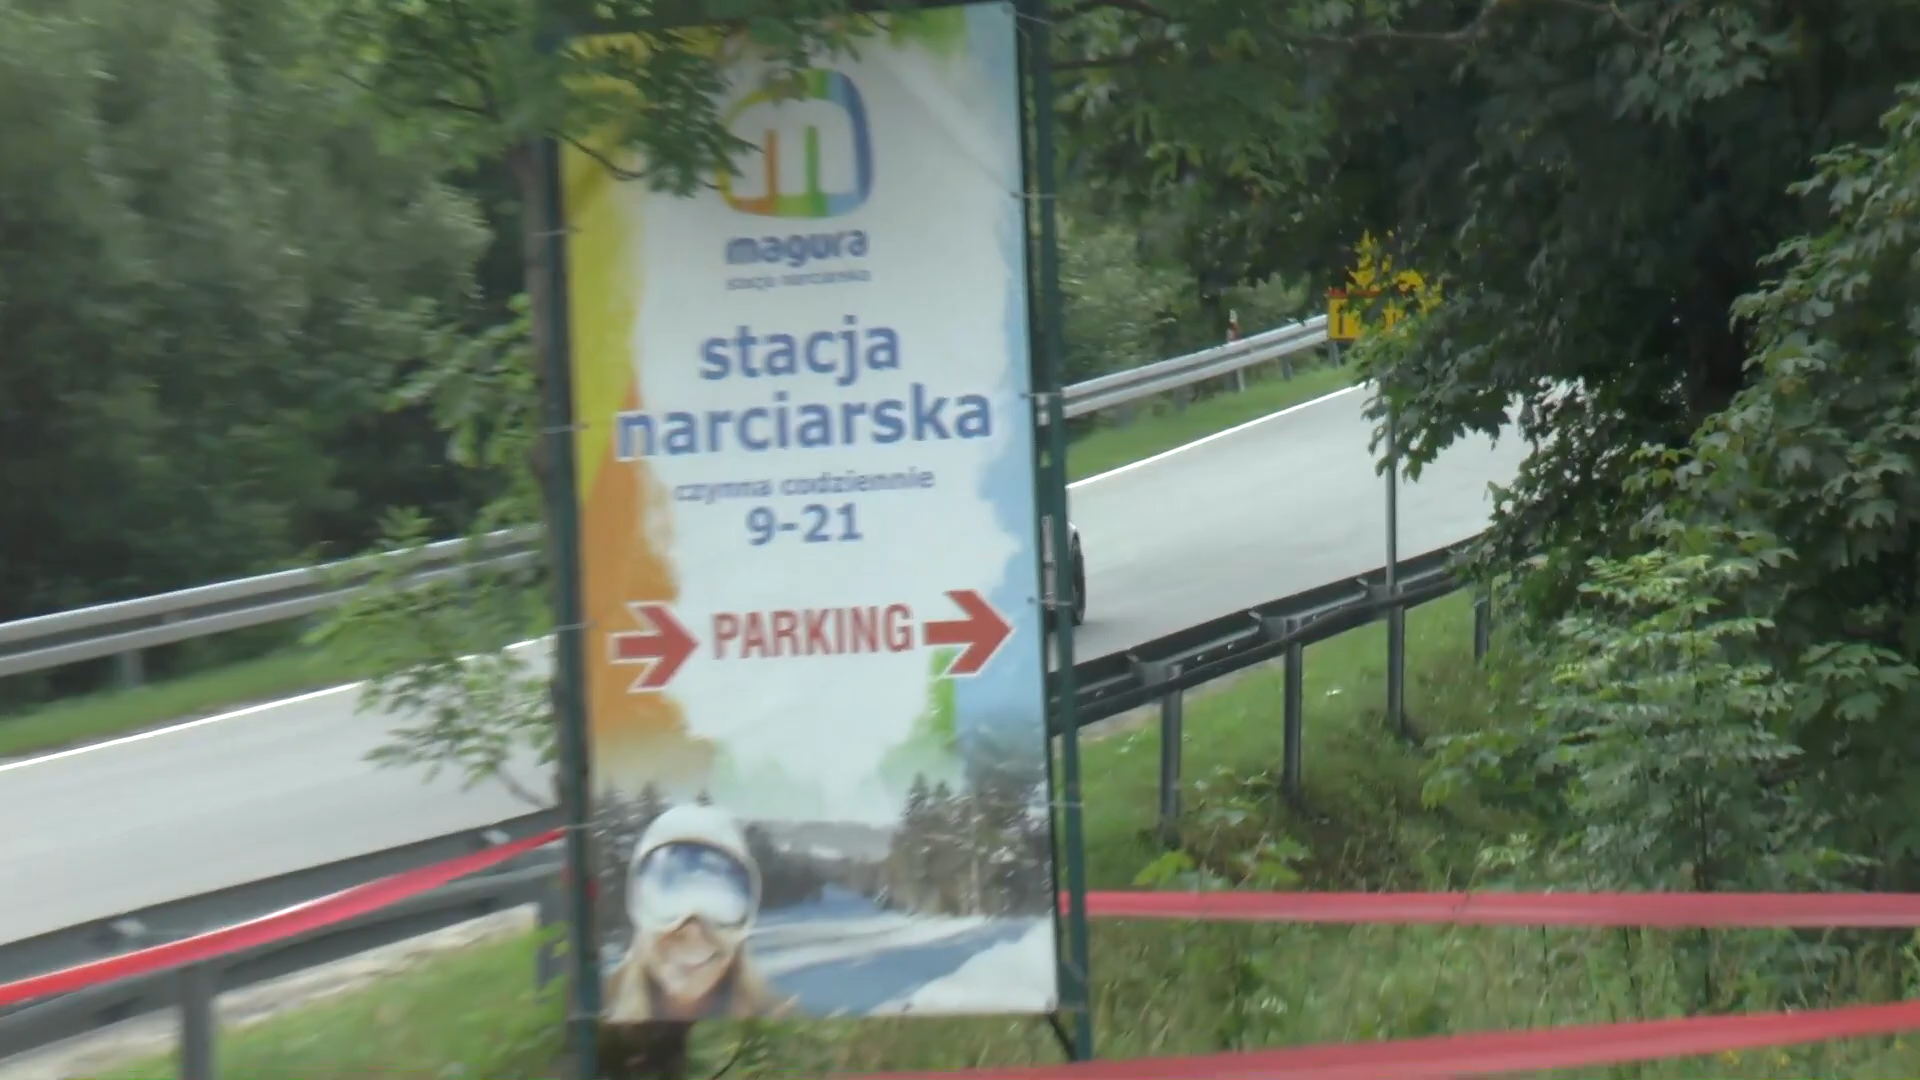 m
magura
stacja narciarska
stacja
narciarska
czynna codziennie
9-21
PARKING